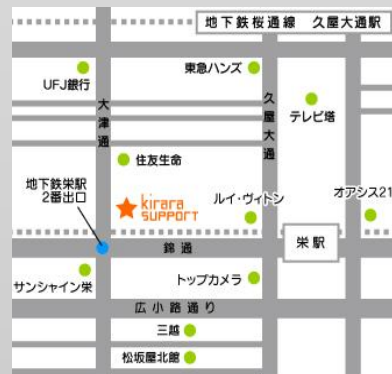 地下鉄桜通線 久屋大通駅
UFJ銀行
東急ハンズ
大津通
久屋大通
テレビ塔
住友生命
地下鉄栄駅
2番出口
kirara
SUPPORT
ルイ・ヴィトン
オアシス21
錦通
栄駅
サンシャイン栄
トップカメラ
広小路通り
三越
松坂屋北館